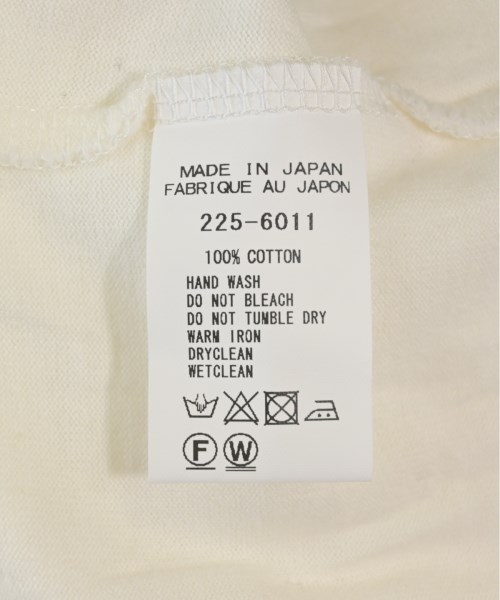 MADE IN JAPAN
FABRIQUE AU JAPON
225-6011
100% COTTON
HAND WASH
DO NOT BLEACH
DO NOT TUMBLE DRY
WARM IRON
DRYCLEAN
WETCLEAN
F W